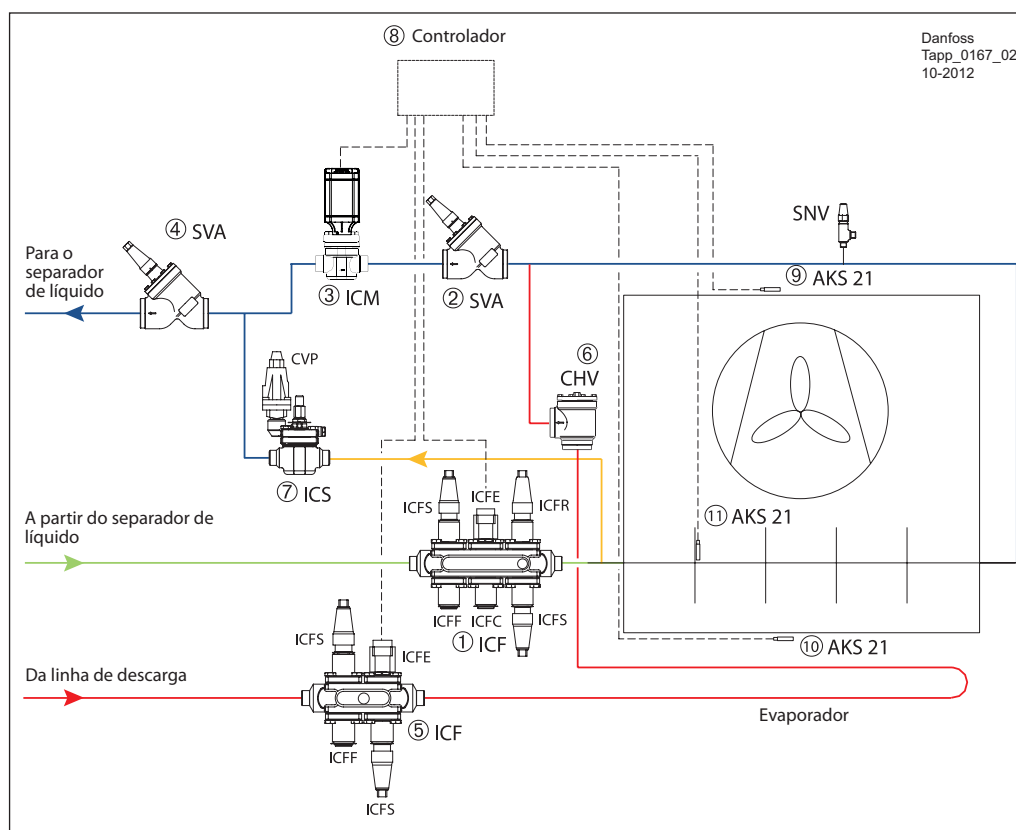 ⑧ Controlador
Danfoss
Tapp_0167_02
10-2012
④ SVA
SNV
Para o
separador
de líquido
③ ICM
② SVA
⑨ AKS 21
CVP
⑥
CHV
⑦ ICS
ICFS
ICFE
ICFR
⑪ AKS 21
A partir do separador de
líquido
ICFF
ICFC
ICFS
① ICF
ICFS
ICFE
⑩ AKS 21
Da linha de descarga
Evaporador
⑤ ICF
ICFF
ICFS